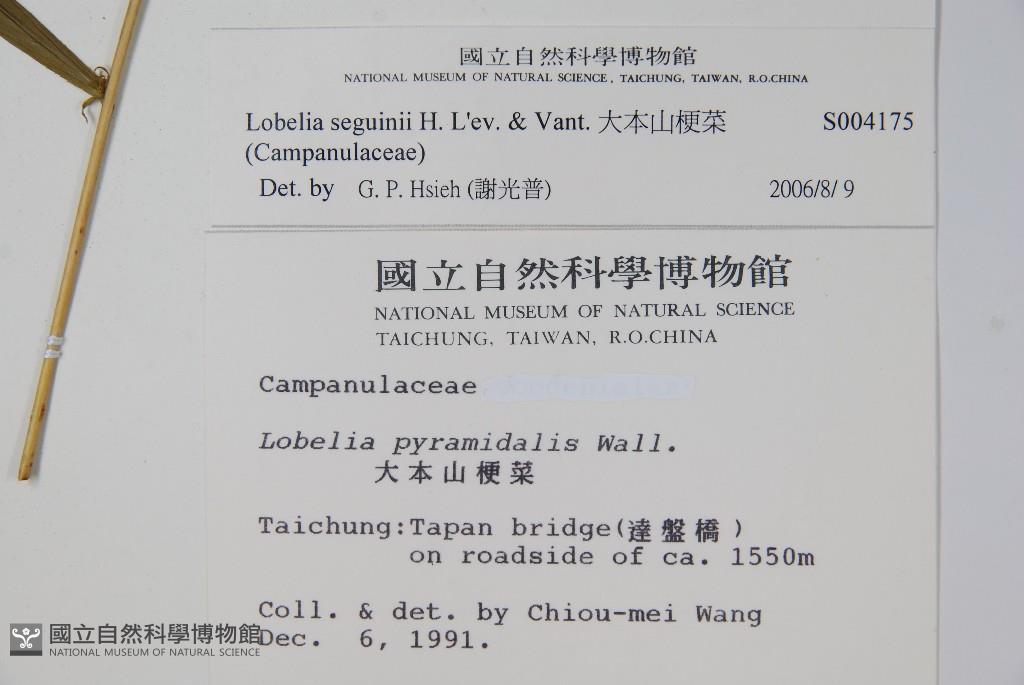 國立自然科學博物館
NATIONAL MUSEUM OF NATURAL SCIENCE, TAICHUNG, TAIWAN, R.O.CHINA
Lobelia seguinii H. L'ev. & Vant. 大本山梗菜 S004175
(Campanulaceae)
Det. by G. P. Hsieh (謝光普) 2006/8/ 9
國立自然科學博物館
NATIONAL MUSEUM OF NATURAL SCIENCE
TAICHUNG, TAIWAN, R.O.CHINA
Campanulaceae
Lobelia pyramidalis Wall.
大本山梗菜
Taichung:Tapan bridge(達盤橋)
on roadside of ca. 1550m
Coll. & det. by Chiou-mei Wang
Dec. 6, 1991.
國立自然科學博物館
NATIONAL MUSEUM OF NATURAL SCIENCE